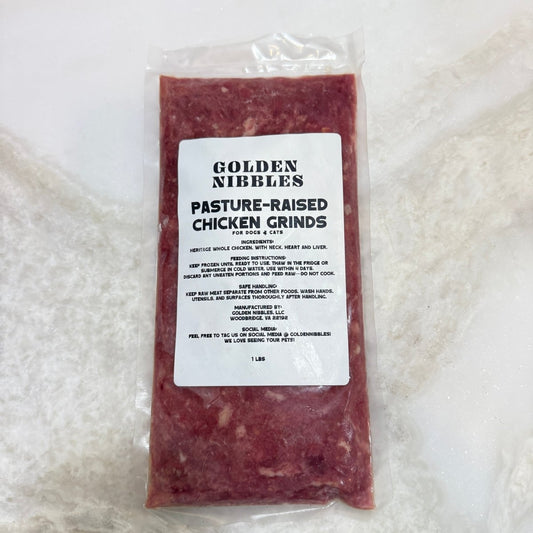 GOLDEN
NIBBLES
PASTURE-RAISED
CHICKEN GRINDS
FOR DOGS & CATS
INGREDIENTS:
HERITAGE WHOLE CHICKEN, WITH NECK, HEART AND LIVER.
FEEDING INSTRUCTIONS:
KEEP FROZEN UNTIL READY TO USE. THAW IN THE FRIDGE OR
SUBMERGE IN COLD WATER. USE WITHIN 4 DAYS.
DISCARD ANY UNEATEN PORTIONS AND FEED RAW—DO NOT COOK.
SAFE HANDLING:
KEEP RAW MEAT SEPARATE FROM OTHER FOODS. WASH HANDS,
UTENSILS, AND SURFACES THOROUGHLY AFTER HANDLING.
MANUFACTURED BY:
GOLDEN NIBBLES, LLC
WOODBRIDGE, VA 22192
SOCIAL MEDIA:
FEEL FREE TO TAG US ON SOCIAL MEDIA @ GOLDENNIBBLES!
WE LOVE SEEING YOUR PETS!
1 LBS